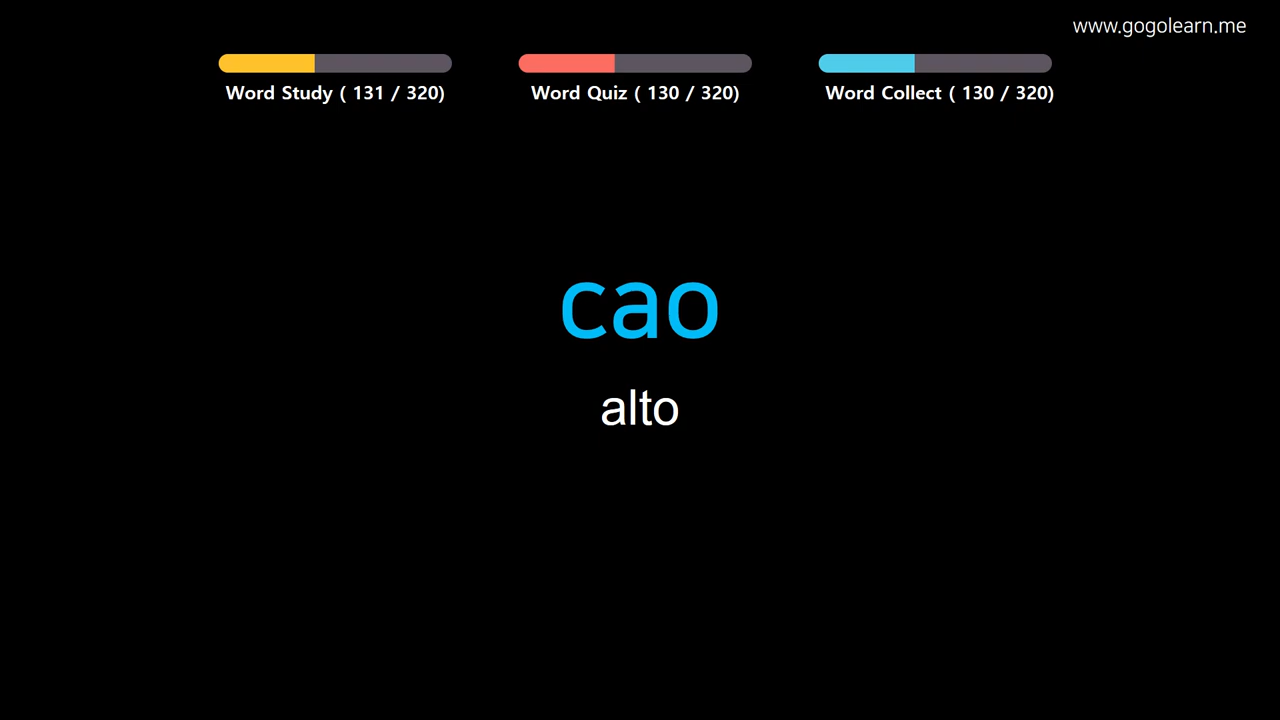 www.gogolearn.me
Word Study ( 131 / 320)
Word Quiz ( 130 / 320)
Word Collect ( 130 / 320)
cao
alto